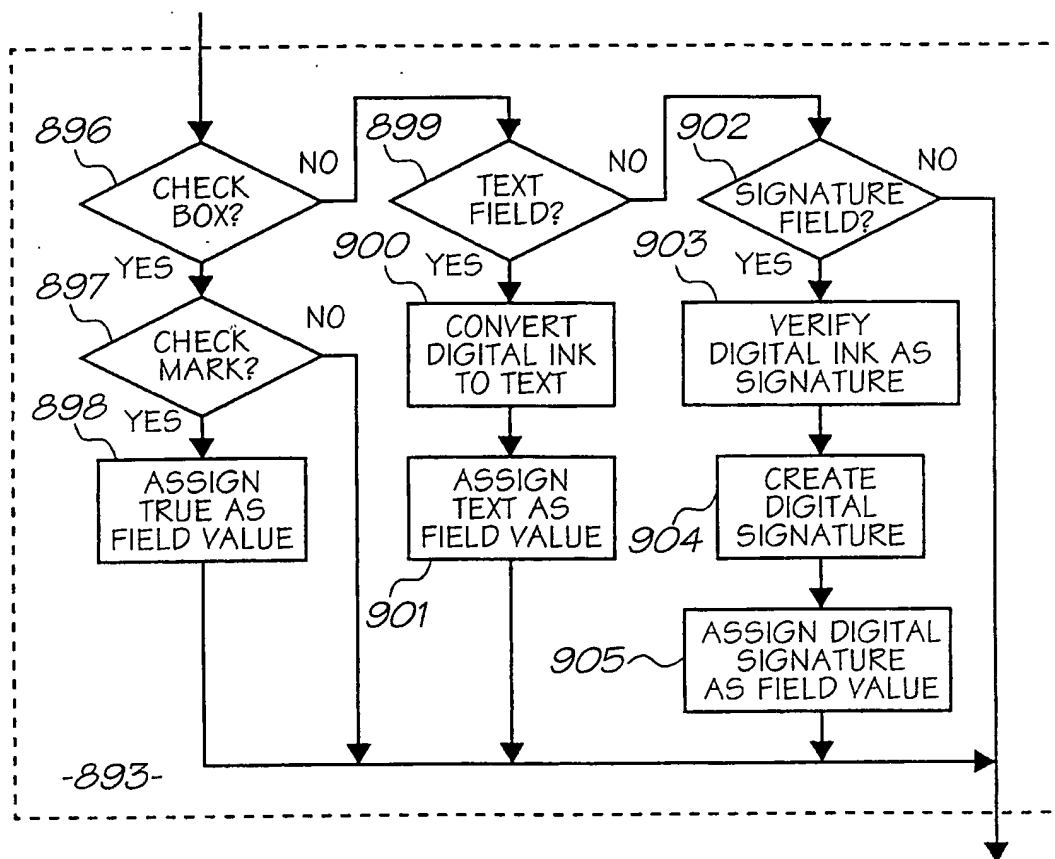 896
CHECK
BOX?
NO
YES
897
CHECK
MARK?
NO
YES
898
ASSIGN
TRUE AS
FIELD VALUE
899
TEXT
FIELD?
NO
YES
900
CONVERT
DIGITAL INK
TO TEXT
ASSIGN
TEXT AS
FIELD VALUE
901
902
SIGNATURE
FIELD?
NO
YES
903
VERIFY
DIGITAL INK AS
SIGNATURE
CREATE
DIGITAL
SIGNATURE
904
ASSIGN DIGITAL
SIGNATURE
AS FIELD VALUE
905
-893-